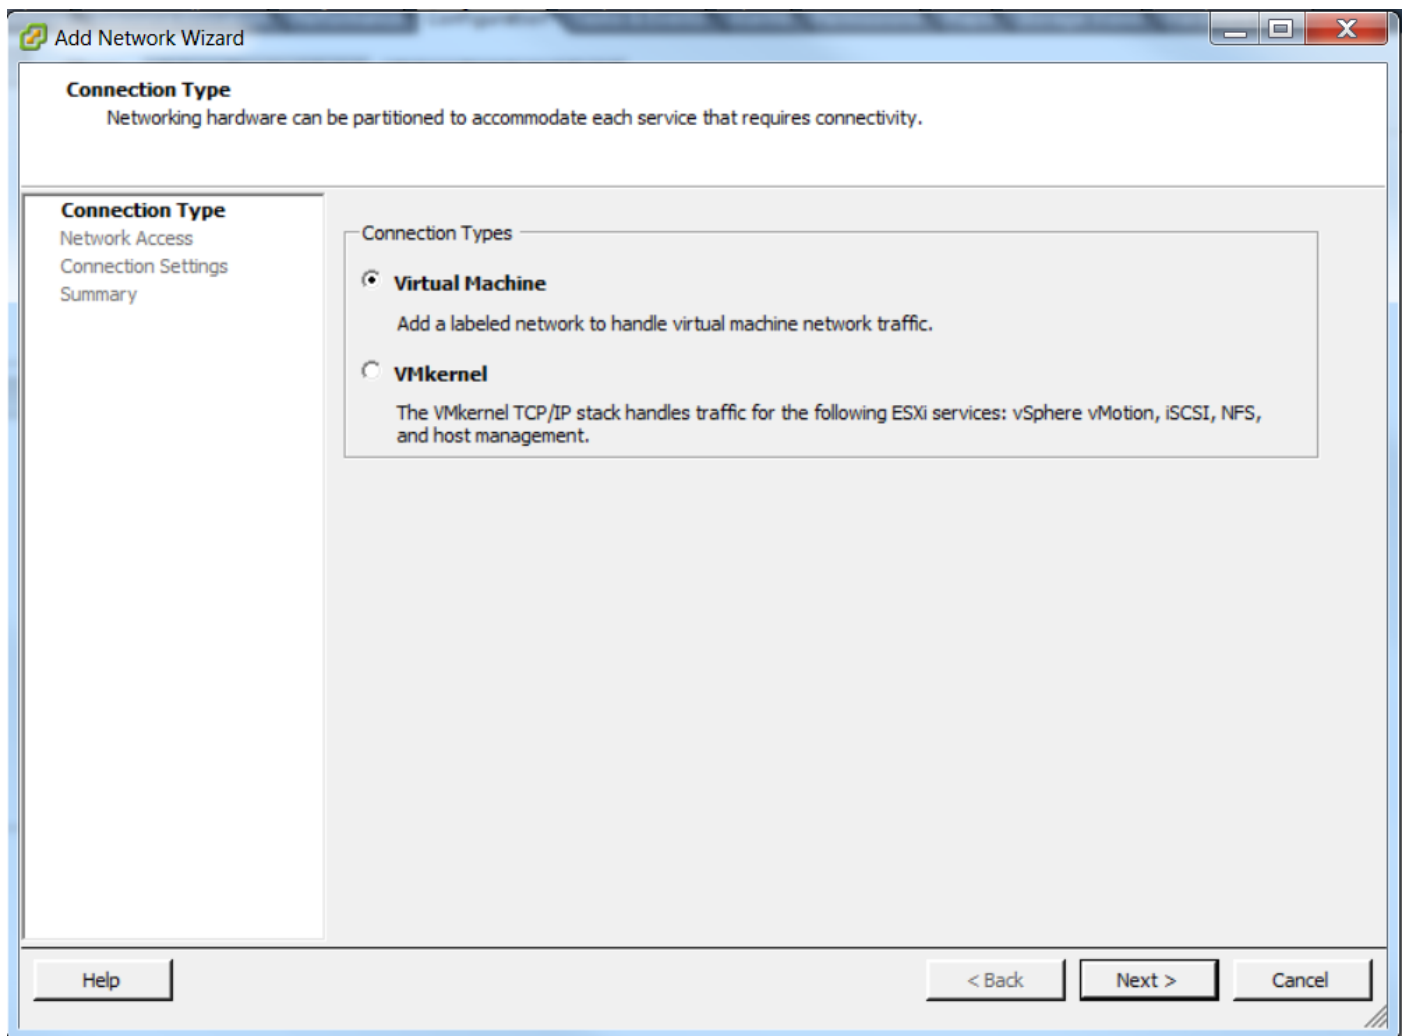 Configuration
Add Network Wizard
Connection Type
Networking hardware can be partitioned to accommodate each service that requires connectivity.
Connection Type
Network Access
Connection Settings
Summary
Connection Types
Virtual Machine
Add a labeled network to handle virtual machine network traffic.
VMkernel
The VMkernel TCP/IP stack handles traffic for the following ESXi services: vSphere vMotion, iSCSI, NFS,
and host management.
Help
< Back
Next >
Cancel